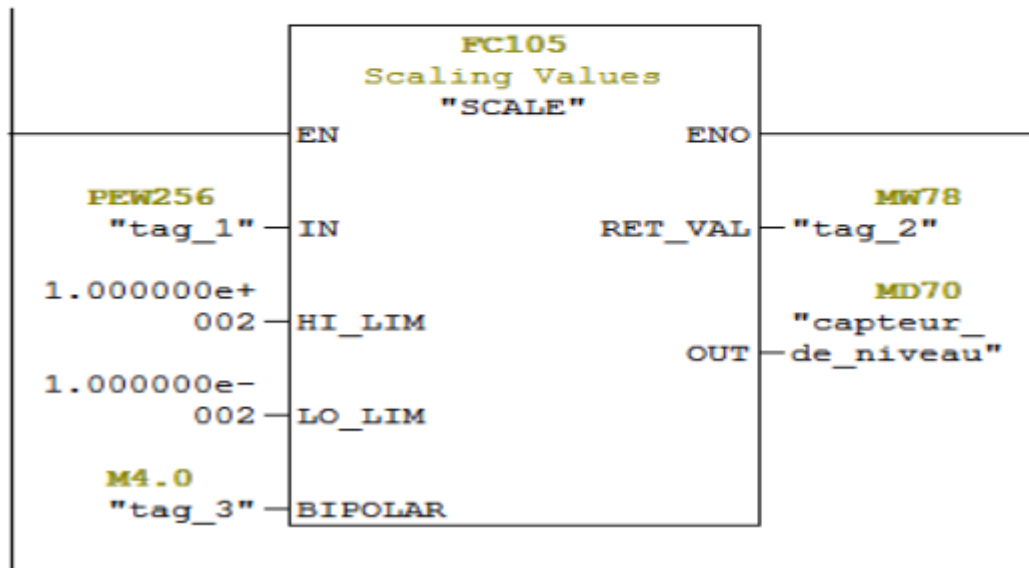 FC105
Scaling Values
"SCALE"
EN ENO
PEW256 MW78
"tag_1" IN RET_VAL "tag_2"
1.000000e+ MD70
002 HI_LIM "capteur_
OUT de_niveau"
1.000000e-
002 LO_LIM
M4.0
"tag_3" BIPOLAR